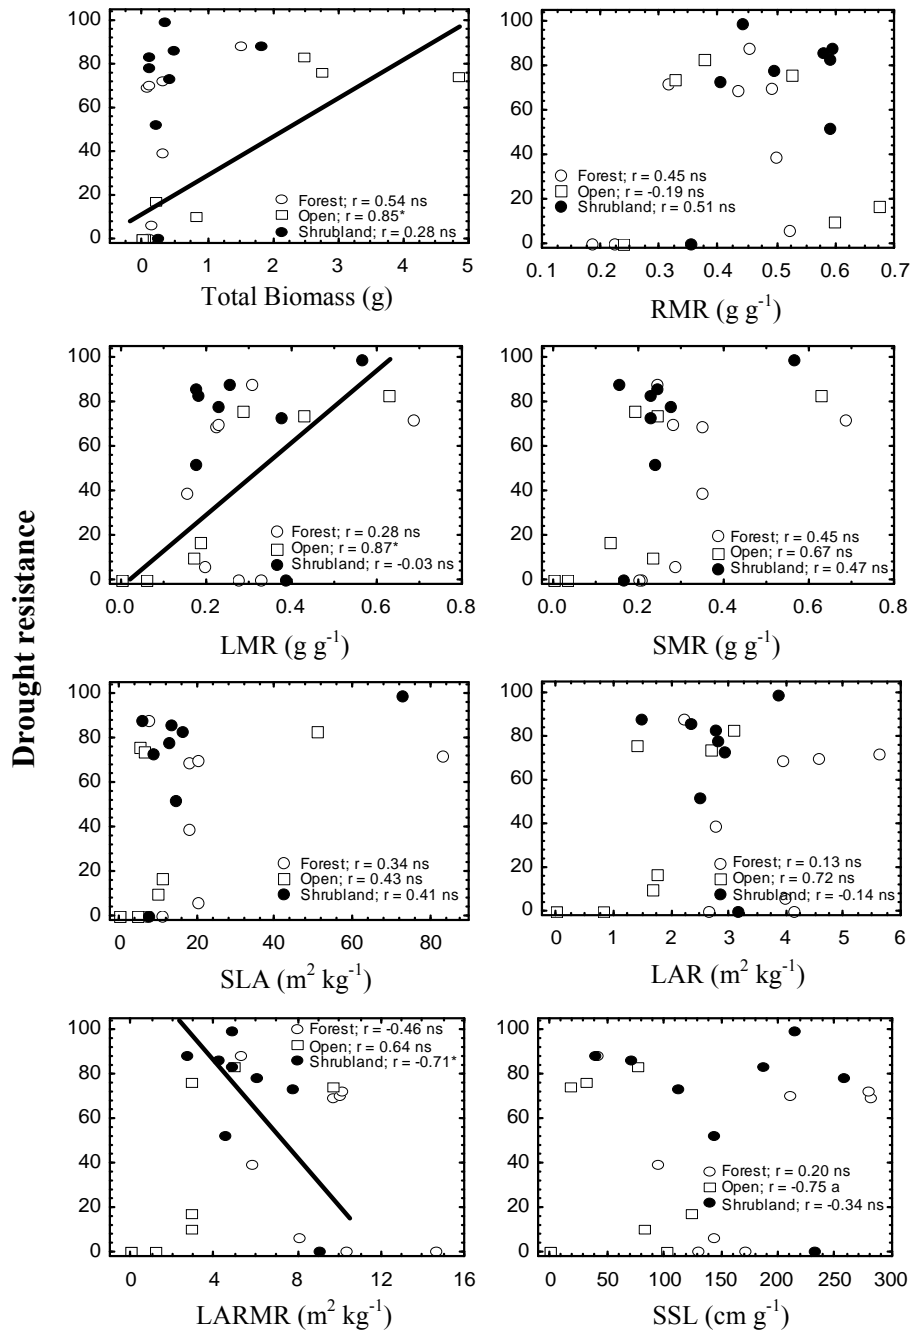 Drought resistance
100
80
60
40
20
0
Forest; r = 0.54 ns
Open; r = 0.85*
Shrubland; r = 0.28 ns
0 1 2 3 4 5
Total Biomass (g)
100
80
60
40
20
0
Forest; r = 0.45 ns
Open; r = -0.19 ns
Shrubland; r = 0.51 ns
0.1 0.2 0.3 0.4 0.5 0.6 0.7
RMR (g g⁻¹)
100
80
60
40
20
0
Forest; r = 0.28 ns
Open; r = 0.87*
Shrubland; r = -0.03 ns
0.0 0.2 0.4 0.6 0.8
LMR (g g⁻¹)
100
80
60
40
20
0
Forest; r = 0.45 ns
Open; r = 0.67 ns
Shrubland; r = 0.47 ns
0.0 0.2 0.4 0.6 0.8
SMR (g g⁻¹)
100
80
60
40
20
0
Forest; r = 0.34 ns
Open; r = 0.43 ns
Shrubland; r = 0.41 ns
0 20 40 60 80
SLA (m² kg⁻¹)
100
80
60
40
20
0
Forest; r = 0.13 ns
Open; r = 0.72 ns
Shrubland; r = -0.14 ns
0 1 2 3 4 5 6
LAR (m² kg⁻¹)
100
80
60
40
20
0
Forest; r = -0.46 ns
Open; r = 0.64 ns
Shrubland; r = -0.71*
0 4 8 12 16
LARMR (m² kg⁻¹)
100
80
60
40
20
0
Forest; r = 0.20 ns
Open; r = -0.75 a
Shrubland; r = -0.34 ns
0 50 100 150 200 250 300
SSL (cm g⁻¹)